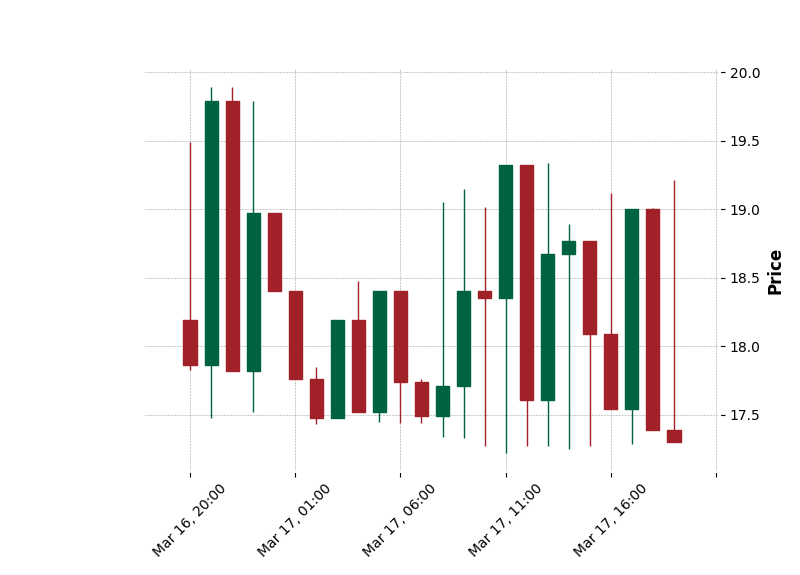 20.0
19.5
19.0
18.5
18.0
17.5
Price
Mar 16, 20:00
Mar 17, 01:00
Mar 17, 06:00
Mar 17, 11:00
Mar 17, 16:00